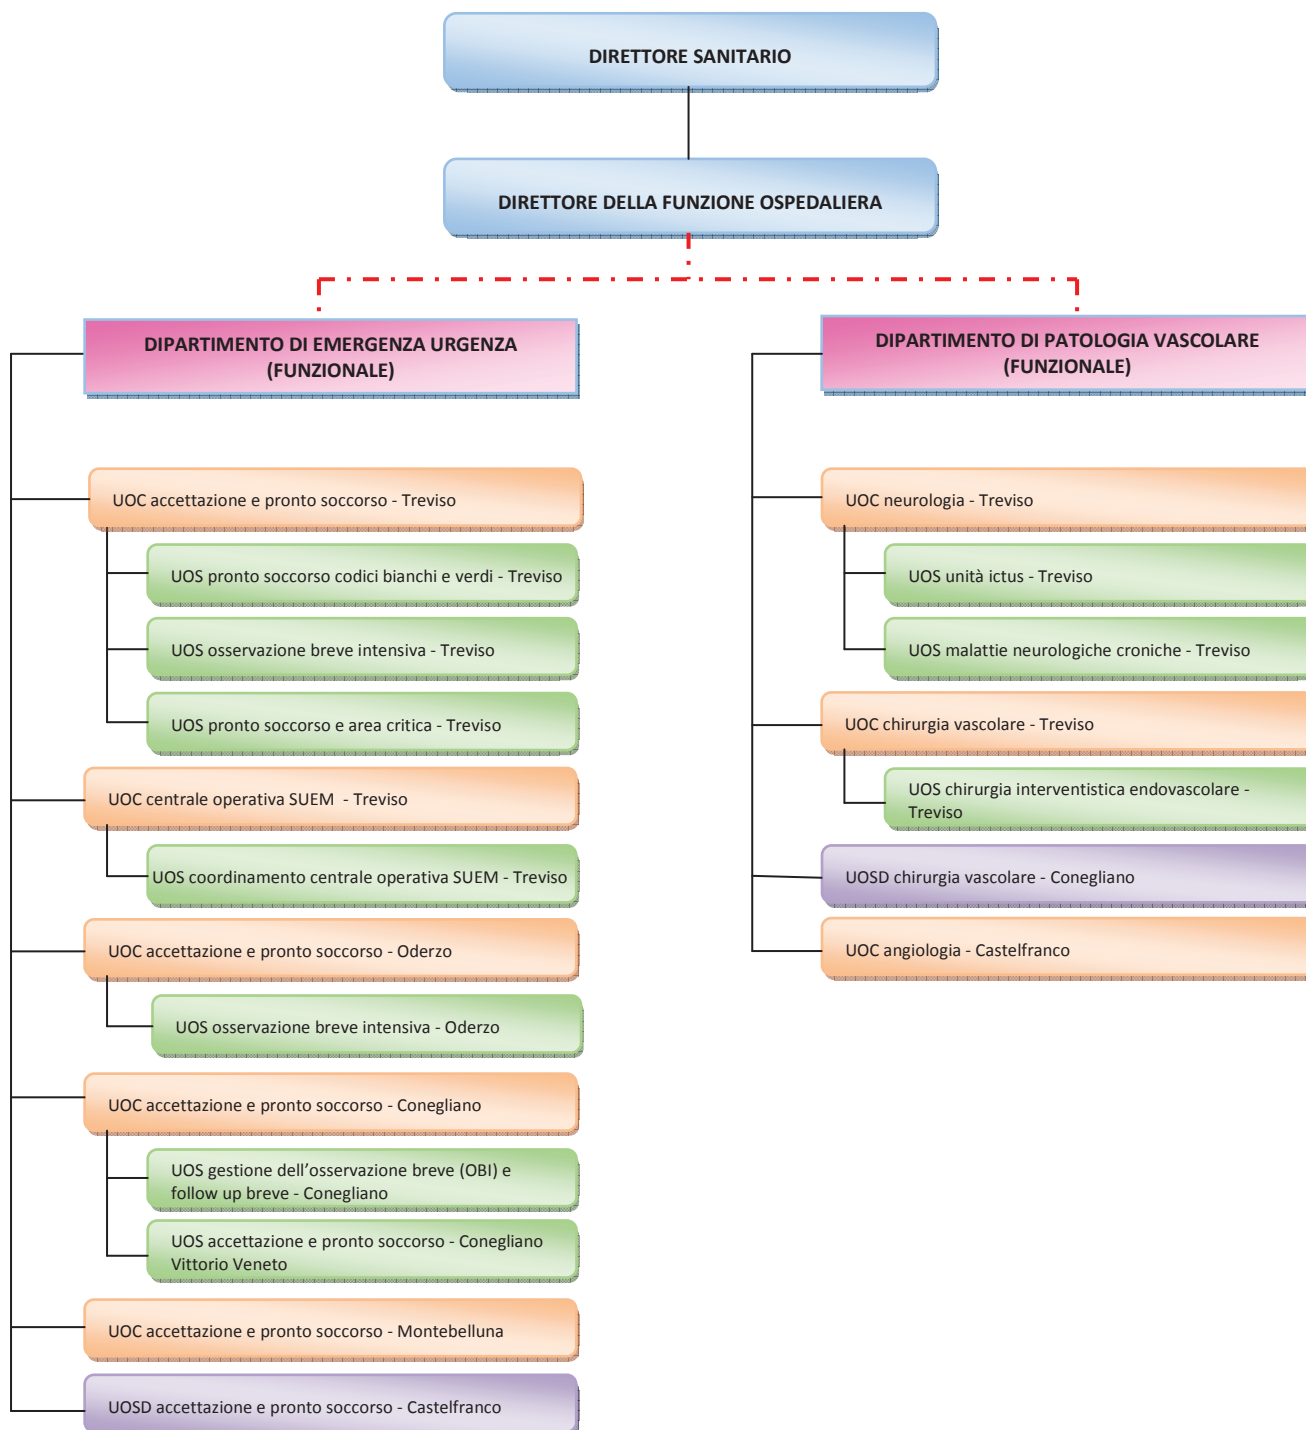 DIRETTORE SANITARIO
DIRETTORE DELLA FUNZIONE OSPEDALIERA
DIPARTIMENTO DI EMERGENZA URGENZA
(FUNZIONALE)
UOC accettazione e pronto soccorso - Treviso
UOS pronto soccorso codici bianchi e verdi - Treviso
UOS osservazione breve intensiva - Treviso
UOS pronto soccorso e area critica - Treviso
UOC centrale operativa SUEM - Treviso
UOS coordinamento centrale operativa SUEM - Treviso
UOC accettazione e pronto soccorso - Oderzo
UOS osservazione breve intensiva - Oderzo
UOC accettazione e pronto soccorso - Conegliano
UOS gestione dell’osservazione breve (OBI) e
follow up breve - Conegliano
UOS accettazione e pronto soccorso - Conegliano
Vittorio Veneto
UOC accettazione e pronto soccorso - Montebelluna
UOSD accettazione e pronto soccorso - Castelfranco
DIPARTIMENTO DI PATOLOGIA VASCOLARE
(FUNZIONALE)
UOC neurologia - Treviso
UOS unità ictus - Treviso
UOS malattie neurologiche croniche - Treviso
UOC chirurgia vascolare - Treviso
UOS chirurgia interventistica endovascolare -
Treviso
UOSD chirurgia vascolare - Conegliano
UOC angiologia - Castelfranco